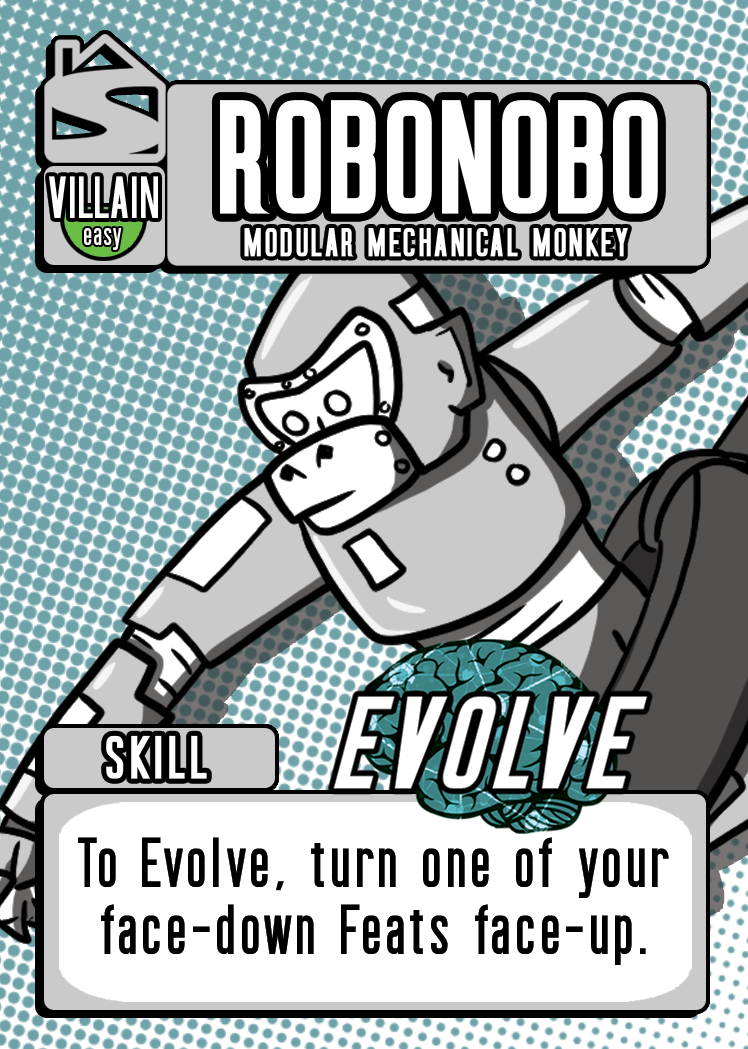 ROBONOBO
MODULAR MECHANICAL MONKEY
VILLAIN
easy
SKILL
EVOLVE
To Evolve, turn one of your
face-down Feats face-up.